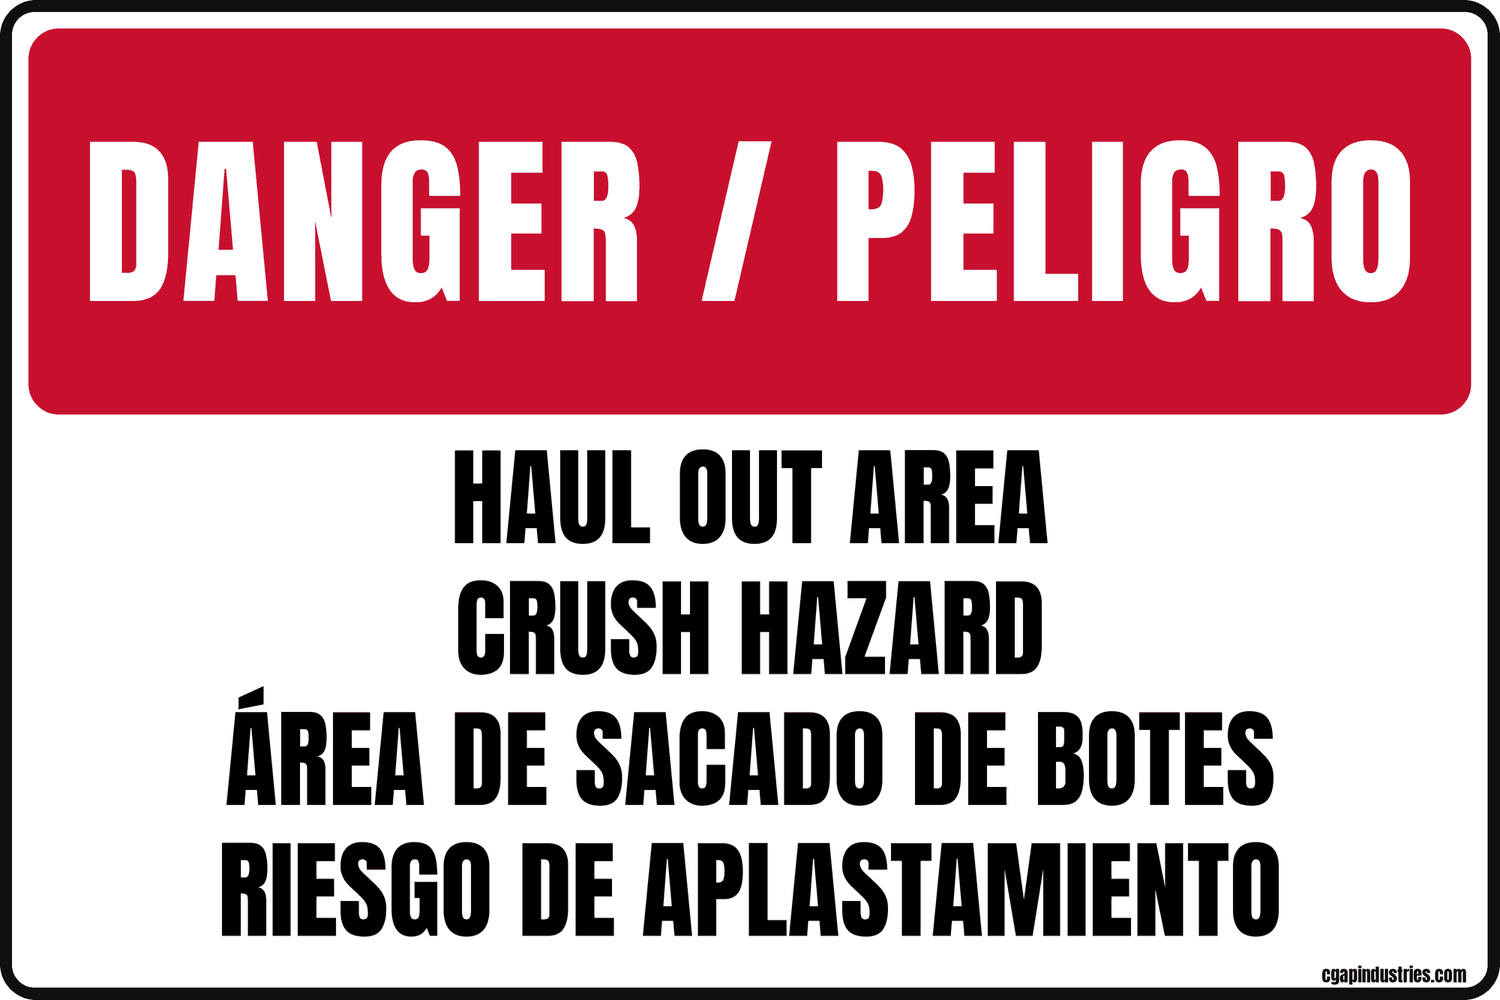 DANGER / PELIGRO
HAUL OUT AREA
CRUSH HAZARD
ÁREA DE SACADO DE BOTES
RIESGO DE APLASTAMIENTO
cgapindustries.com